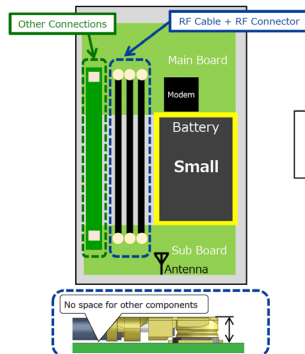 Other Connections
RF Cable + RF Connector
Main Board
Modem
Battery
Small
Sub Board
Antenna
No space for other components